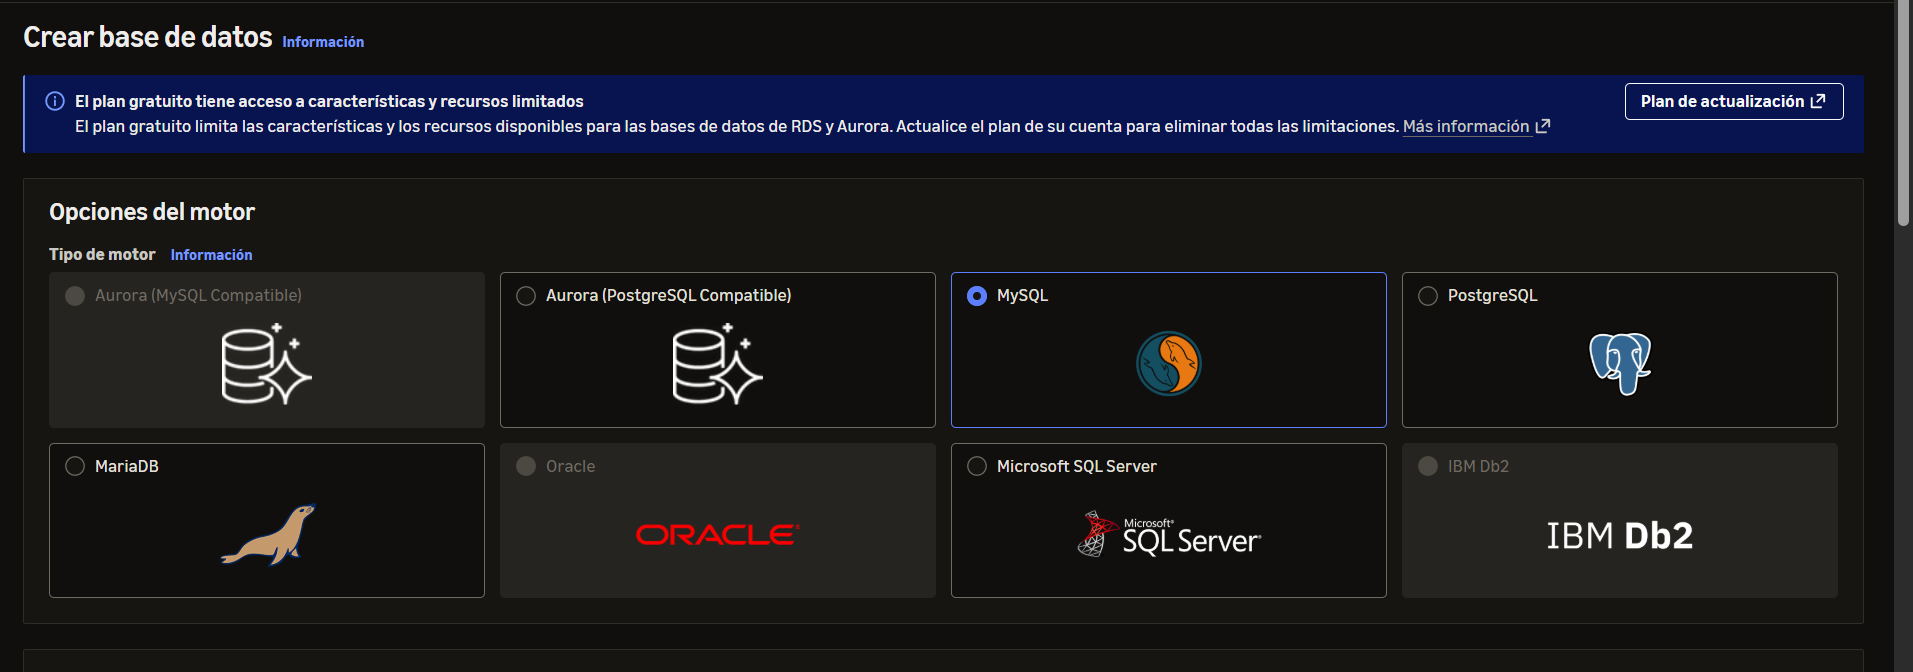 Crear base de datos Información
El plan gratuito tiene acceso a características y recursos limitados
Plan de actualización
El plan gratuito limita las características y los recursos disponibles para las bases de datos de RDS y Aurora. Actualice el plan de su cuenta para eliminar todas las limitaciones. Más información
Opciones del motor
Tipo de motor Información
Aurora (MySQL Compatible)
Aurora (PostgreSQL Compatible)
MySQL
PostgreSQL
MariaDB
Oracle
ORACLE
Microsoft SQL Server
Microsoft®
SQL Server
IBM Db2
IBM Db2